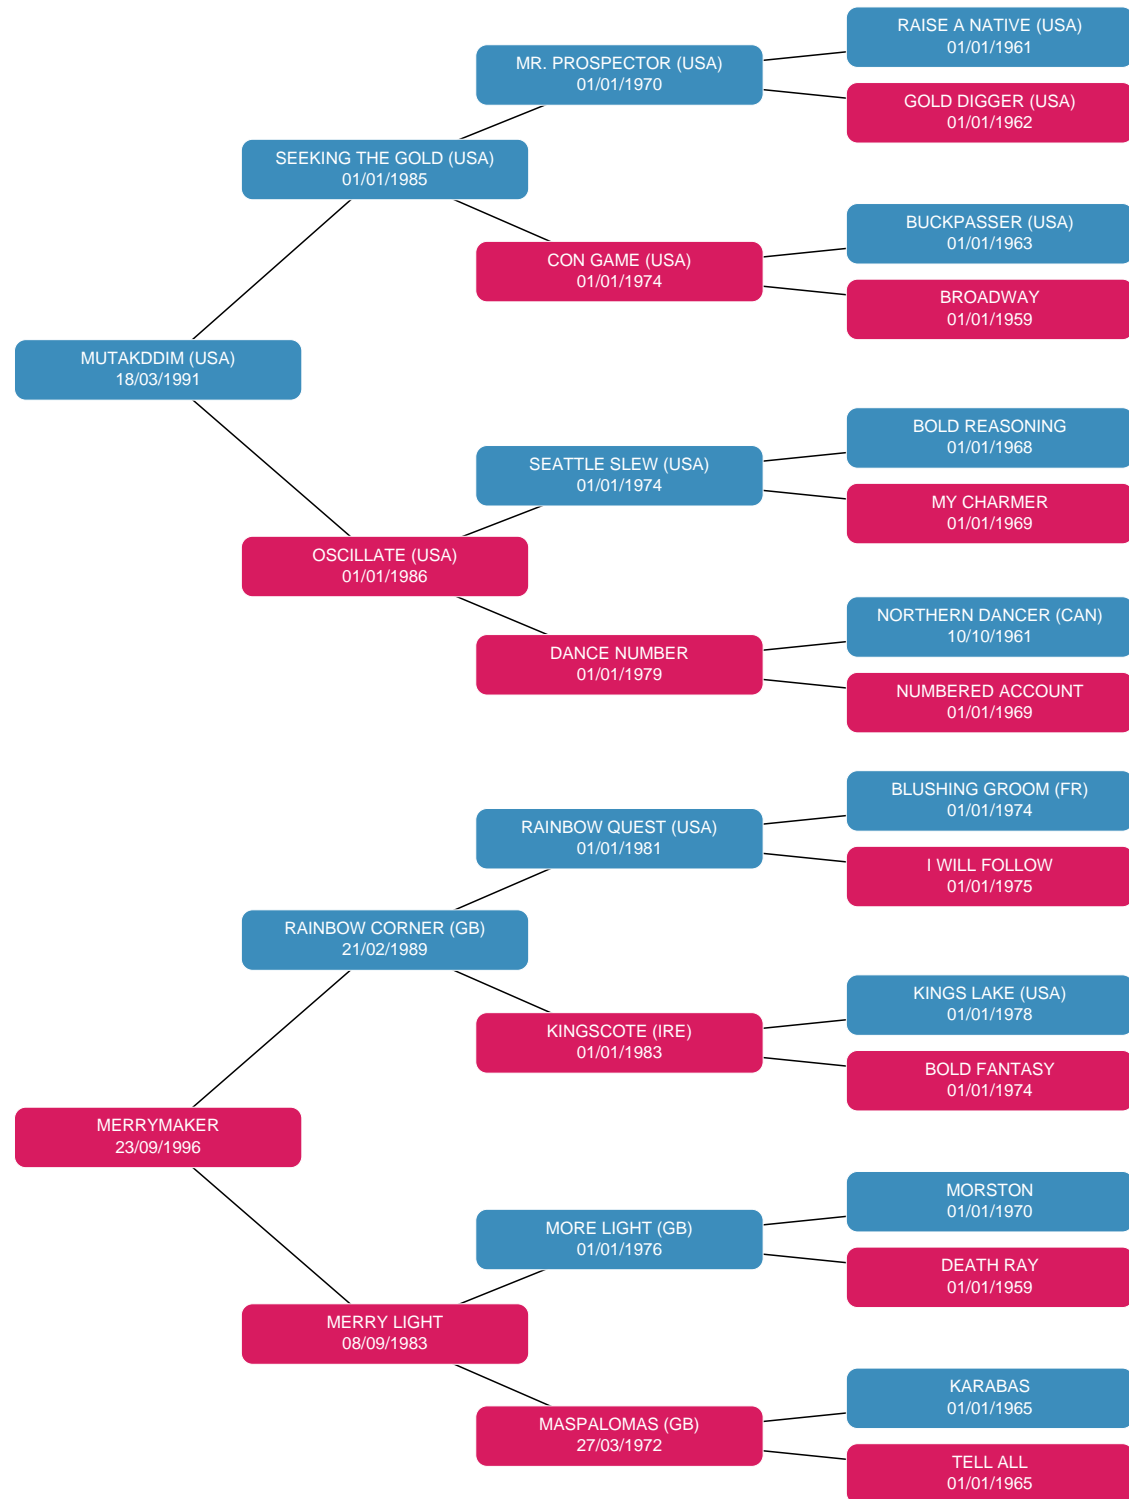 RAISE A NATIVE (USA)
01/01/1961
MR. PROSPECTOR (USA)
01/01/1970
GOLD DIGGER (USA)
01/01/1962
SEEKING THE GOLD (USA)
01/01/1985
BUCKPASSER (USA)
01/01/1963
CON GAME (USA)
01/01/1974
BROADWAY
01/01/1959
MUTAKDDIM (USA)
18/03/1991
BOLD REASONING
01/01/1968
SEATTLE SLEW (USA)
01/01/1974
MY CHARMER
01/01/1969
OSCILLATE (USA)
01/01/1986
NORTHERN DANCER (CAN)
10/10/1961
DANCE NUMBER
01/01/1979
NUMBERED ACCOUNT
01/01/1969
BLUSHING GROOM (FR)
01/01/1974
RAINBOW QUEST (USA)
01/01/1981
I WILL FOLLOW
01/01/1975
RAINBOW CORNER (GB)
21/02/1989
KINGS LAKE (USA)
01/01/1978
KINGSCOTE (IRE)
01/01/1983
BOLD FANTASY
01/01/1974
MERRYMAKER
23/09/1996
MORSTON
01/01/1970
MORE LIGHT (GB)
01/01/1976
DEATH RAY
01/01/1959
MERRY LIGHT
08/09/1983
KARABAS
01/01/1965
MASPALOMAS (GB)
27/03/1972
TELL ALL
01/01/1965